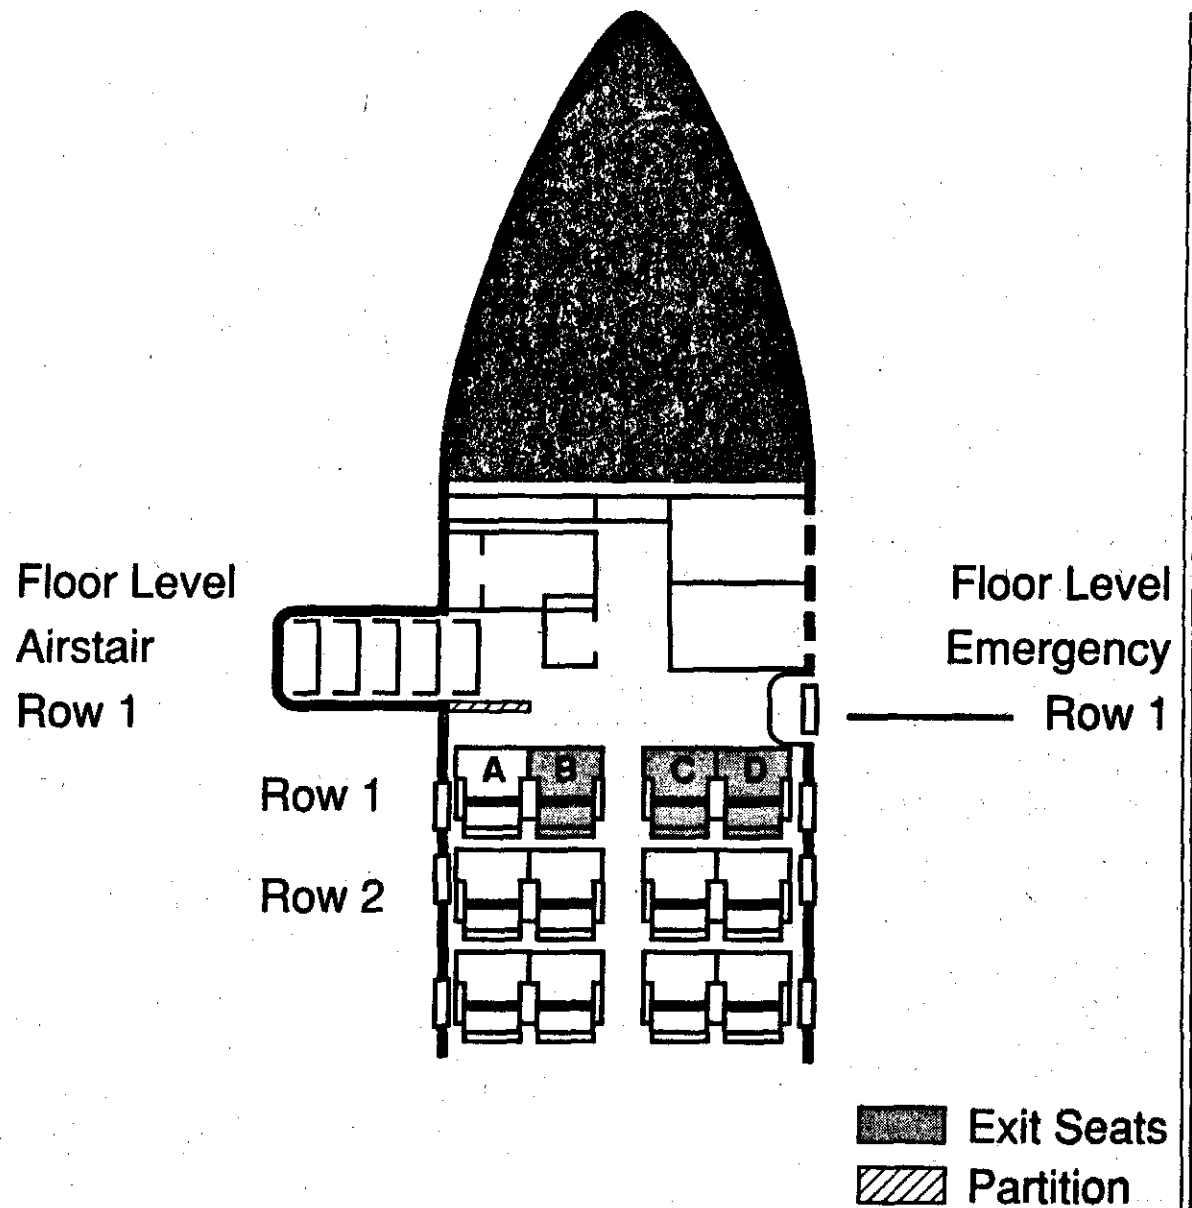 Floor Level
Airstair
Row 1
Floor Level
Emergency
Row 1
A B C D
Row 1
Row 2
Exit Seats
Partition